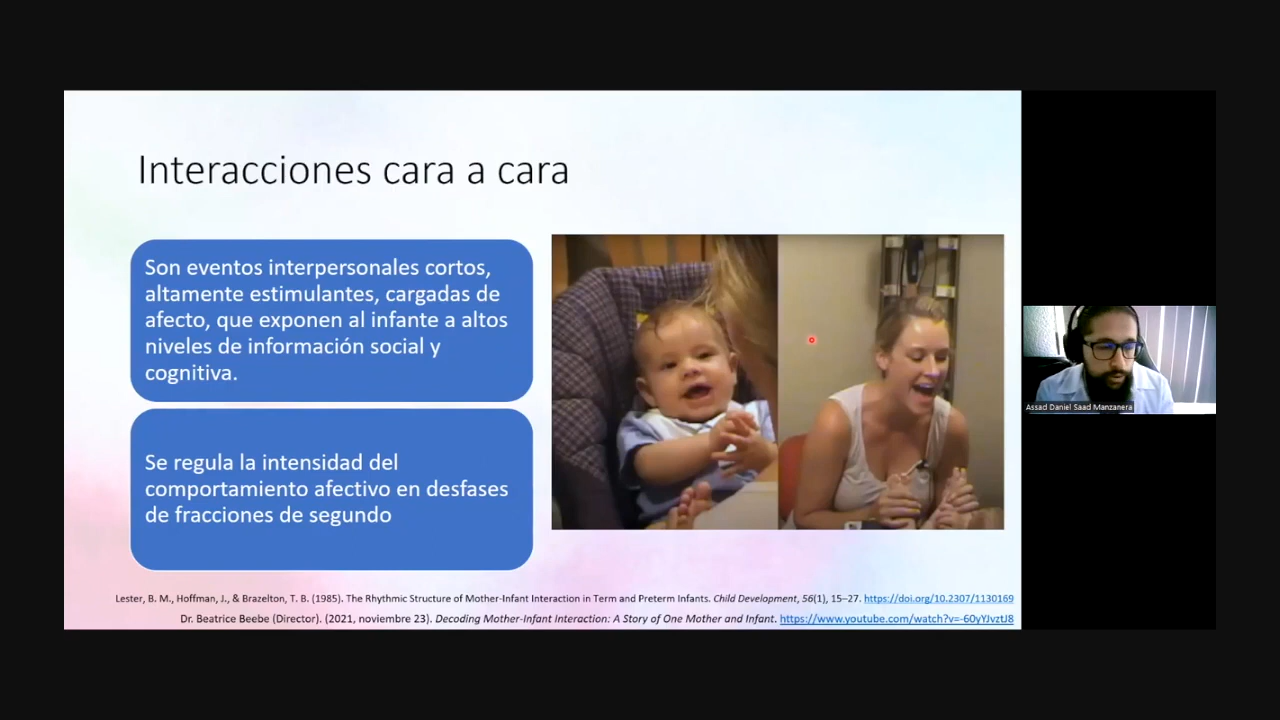 Interacciones cara a cara
Son eventos interpersonales cortos,
altamente estimulantes, cargadas de
afecto, que exponen al infante a altos
niveles de información social y
cognitiva.
Se regula la intensidad del
comportamiento afectivo en desfases
de fracciones de segundo
Lester, B. M., Hoffman, J., & Brazelton, T. B. (1985). The Rhythmic Structure of Mother-Infant Interaction in Term and Preterm Infants. Child Development, 56(1), 15–27. https://doi.org/10.2307/1130169
Dr. Beatrice Beebe (Director). (2021, noviembre 23). Decoding Mother-Infant Interaction: A Story of One Mother and Infant. https://www.youtube.com/watch?v=-60yYJvztJ8
Assad Daniel Saad Manzanera